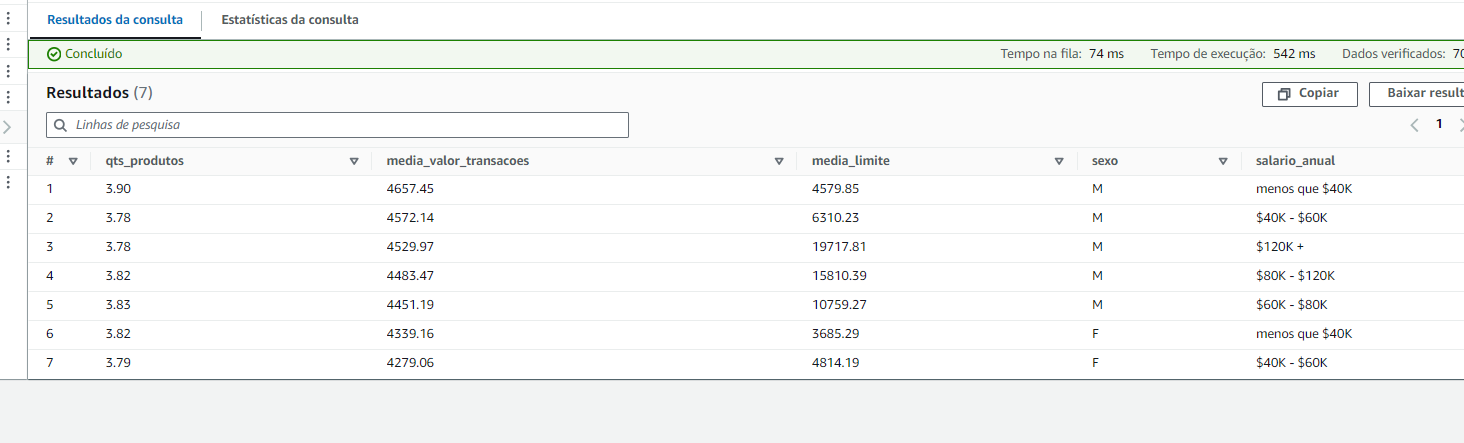 Resultados da consulta Estatísticas da consulta
Concluído Tempo na fila: 74 ms Tempo de execução: 542 ms Dados verificados: 70
Resultados (7) Copiar Baixar result
Linhas de pesquisa 1
# qts_produtos media_valor_transacoes media_limite sexo salario_anual
1 3.90 4657.45 4579.85 M menos que $40K
2 3.78 4572.14 6310.23 M $40K - $60K
3 3.78 4529.97 19717.81 M $120K +
4 3.82 4483.47 15810.39 M $80K - $120K
5 3.83 4451.19 10759.27 M $60K - $80K
6 3.82 4339.16 3685.29 F menos que $40K
7 3.79 4279.06 4814.19 F $40K - $60K